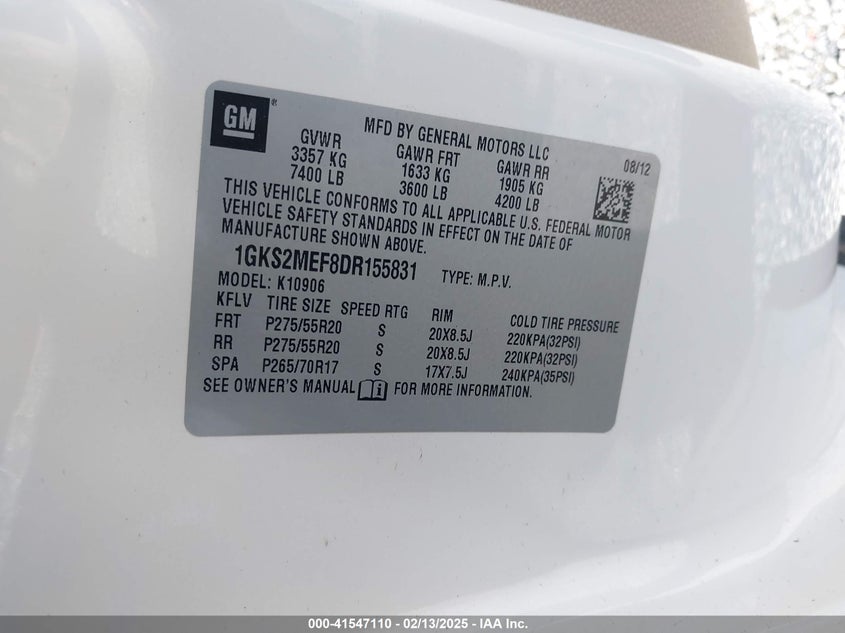 GM ®
MFD BY GENERAL MOTORS LLC 08/12
GVWR GAWR FRT GAWR RR
3357 KG 1633 KG 1905 KG
7400 LB 3600 LB 4200 LB
THIS VEHICLE CONFORMS TO ALL APPLICABLE U.S. FEDERAL MOTOR
VEHICLE SAFETY STANDARDS IN EFFECT ON THE DATE OF
MANUFACTURE SHOWN ABOVE.
1GKS2MEF8DR155831 TYPE: M.P.V.
MODEL: K10906
KFLV TIRE SIZE SPEED RTG RIM COLD TIRE PRESSURE
FRT P275/55R20 S 20X8.5J 220KPA(32PSI)
RR P275/55R20 S 20X8.5J 220KPA(32PSI)
SPA P265/70R17 S 17X7.5J 240KPA(35PSI)
SEE OWNER'S MANUAL FOR MORE INFORMATION.
000-41547110 — 02/13/2025 — IAA Inc.